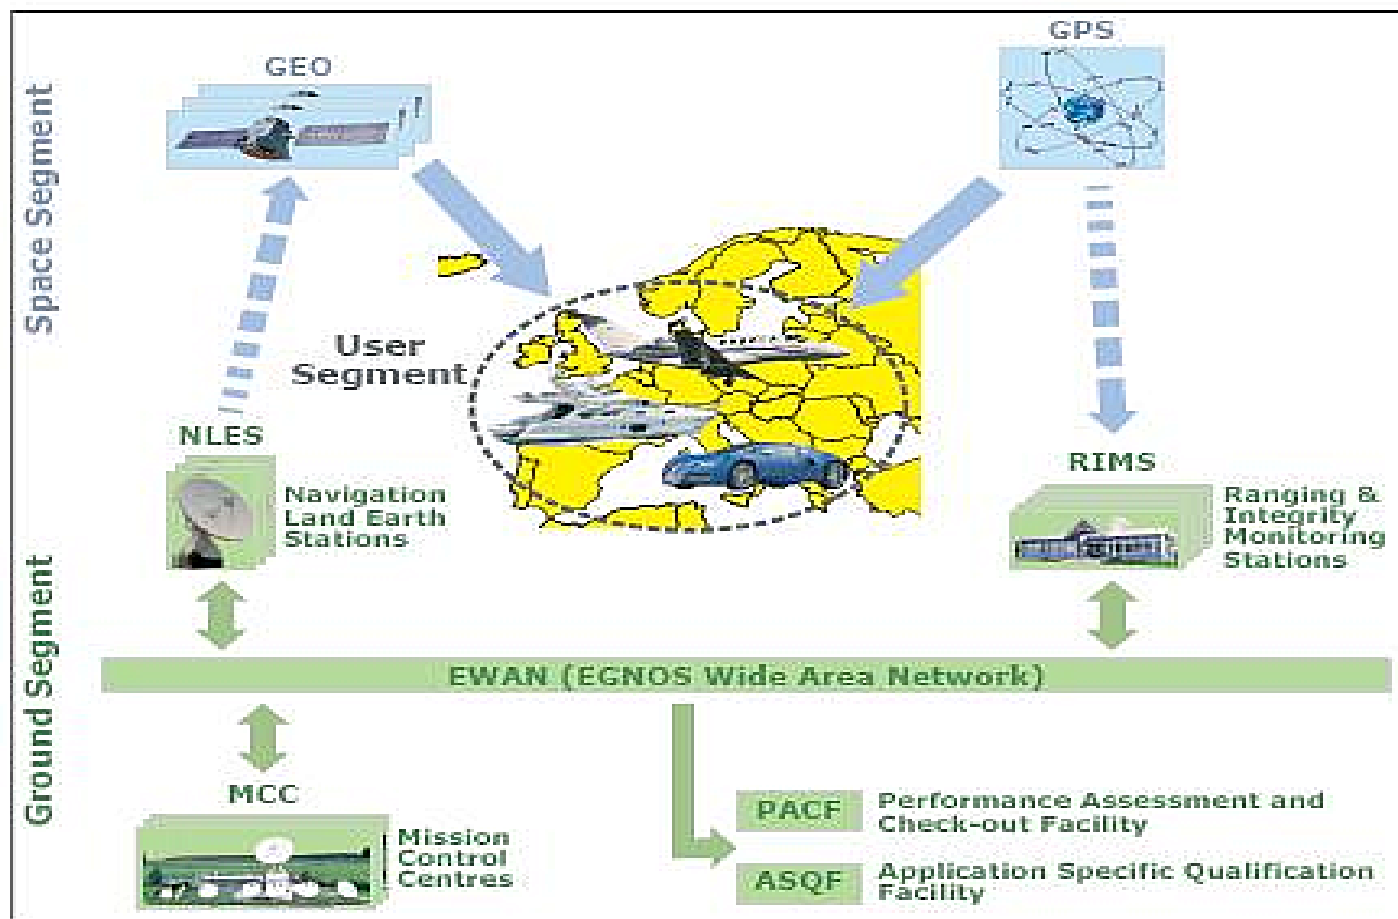 Space Segment
GEO
GPS
User
Segment
NLES
Navigation
Land Earth
Stations
RIMS
Ranging &
Integrity
Monitoring
Stations
Ground Segment
EWAN (EGNOS Wide Area Network)
MCC
Mission
Control
Centres
PACF
Performance Assessment and
Check-out Facility
ASQF
Application Specific Qualification
Facility